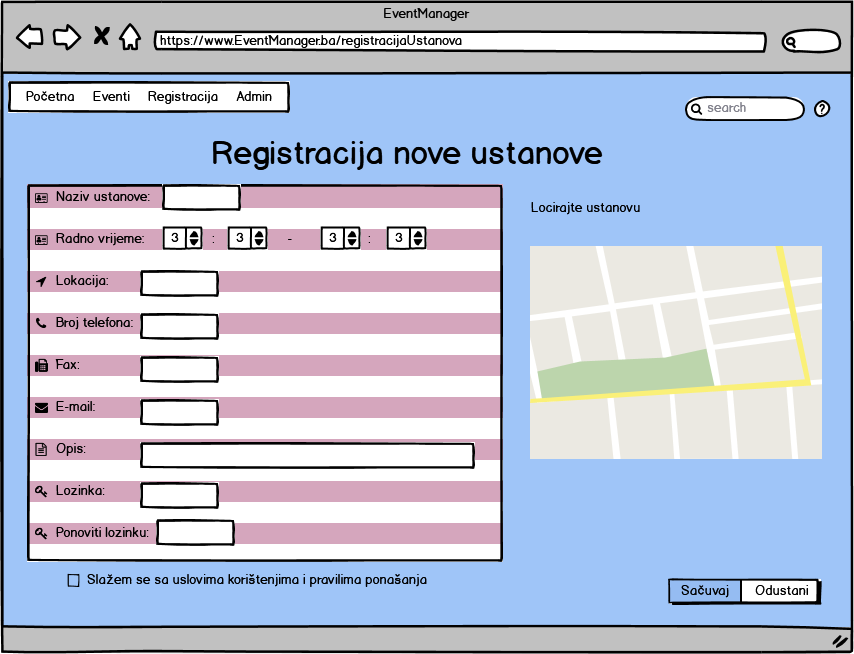 EventManager
https://www.EventManager.ba/registracijaUstanova
Početna Eventi Registracija Admin
search
?
Registracija nove ustanove
Naziv ustanove:
Locirajte ustanovu
Radno vrijeme: 3 : 3 - 3 : 3
Lokacija:
Broj telefona:
Fax:
E-mail:
Opis:
Lozinka:
Ponoviti lozinku:
Slažem se sa uslovima korištenjima i pravilima ponašanja
Sačuvaj Odustani